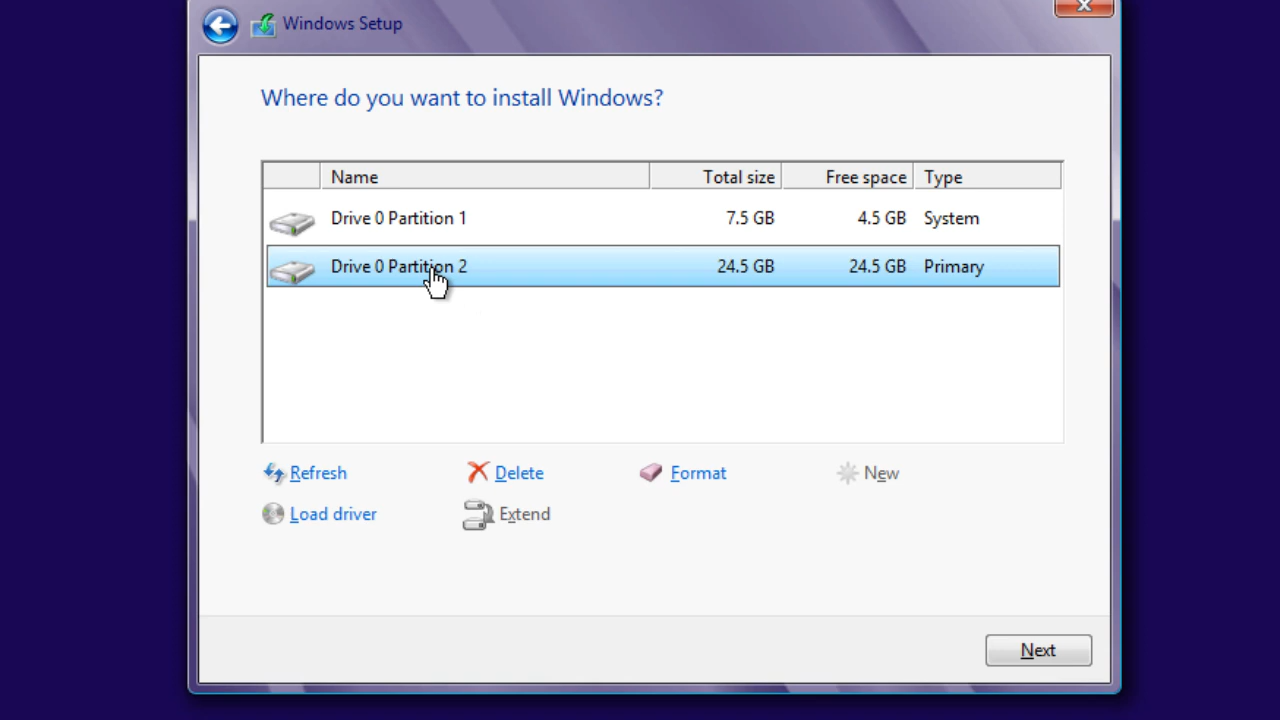 Windows Setup
Where do you want to install Windows?
Name Total size Free space Type
Drive 0 Partition 1 7.5 GB 4.5 GB System
Drive 0 Partition 2 24.5 GB 24.5 GB Primary
Refresh Delete Format New
Load driver Extend
Next